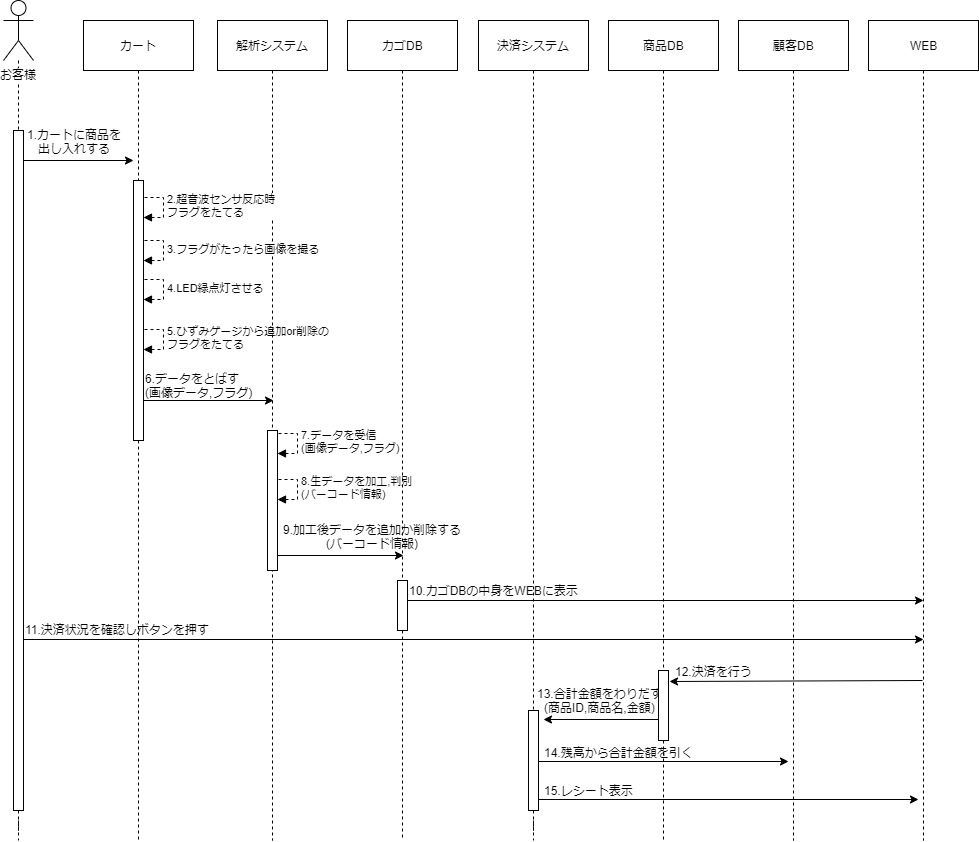 お客様
カート
解析システム
カゴDB
決済システム
商品DB
顧客DB
WEB
1.カートに商品を
出し入れする
2.超音波センサ反応時
フラグをたてる
3.フラグがたったら画像を撮る
4.LED緑点灯させる
5.ひずみゲージから追加or削除の
フラグをたてる
6.データをとばす
(画像データ,フラグ)
7.データを受信
(画像データ,フラグ)
8.生データを加工,判別
(バーコード情報)
9.加工後データを追加か削除する
(バーコード情報)
10.カゴDBの中身をWEBに表示
11.決済状況を確認しボタンを押す
12.決済を行う
13.合計金額をわりだす
(商品ID,商品名,金額)
14.残高から合計金額を引く
15.レシート表示